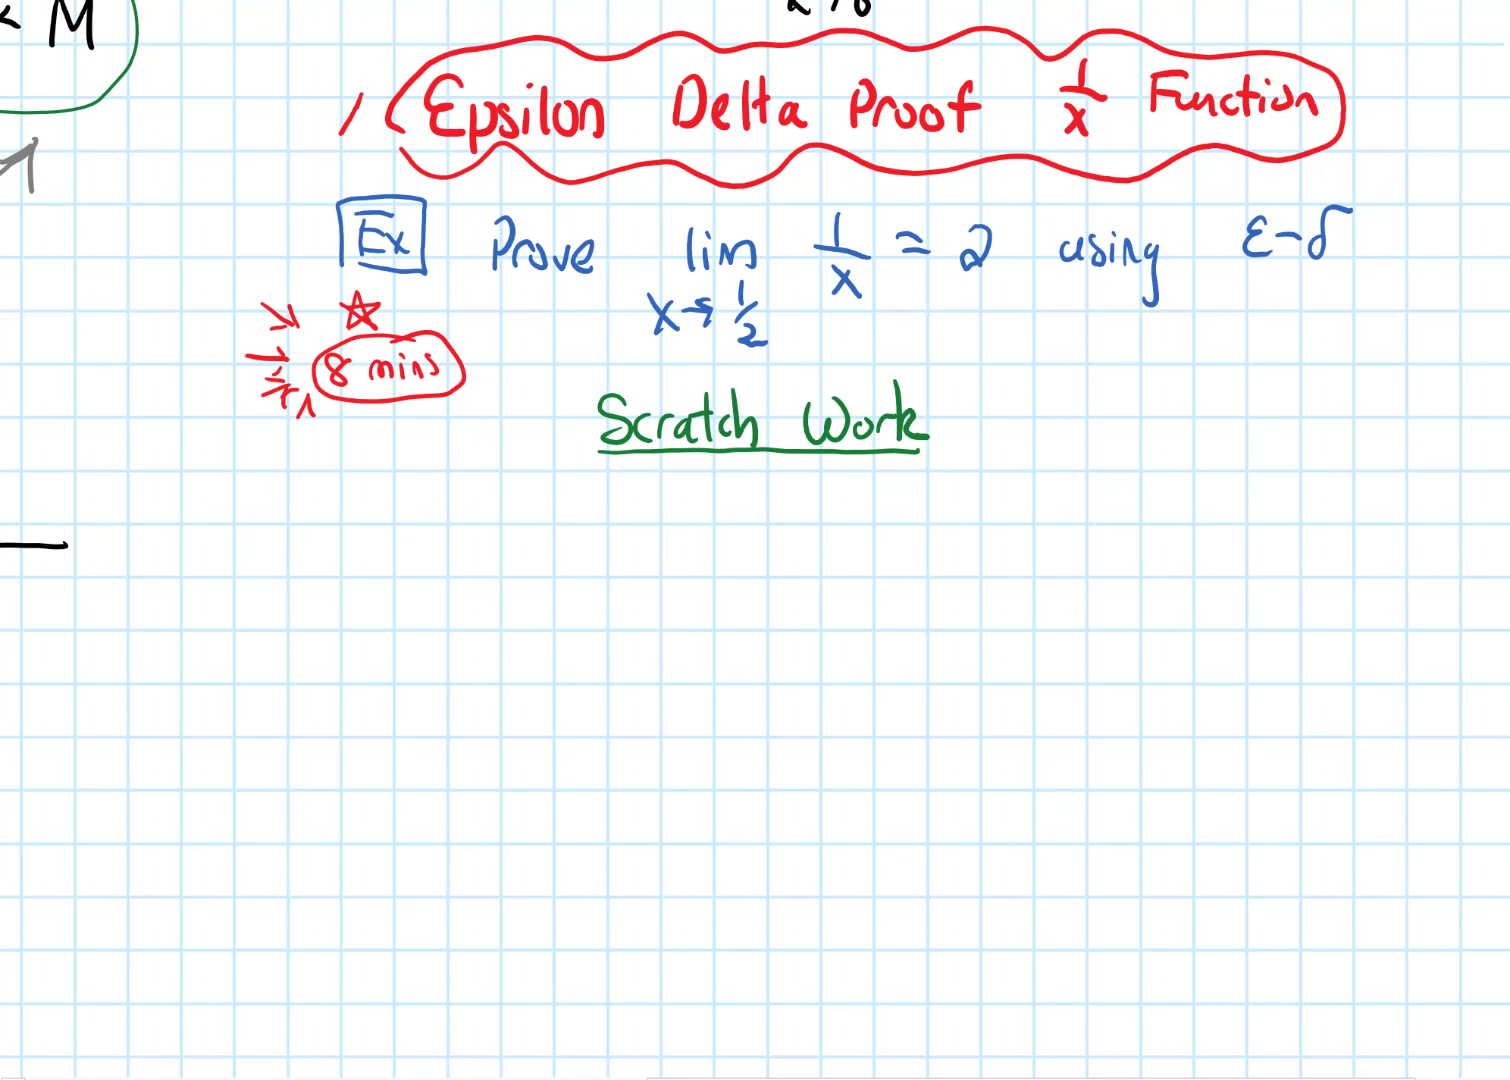 < M
Epsilon Delta Proof 1/x Function
Ex Prove lim x→1/2 1/x = 2 using ε-δ
8 mins
Scratch Work